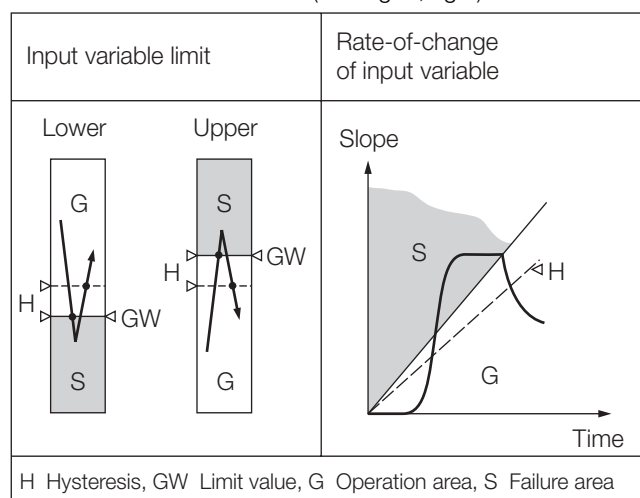 Input variable limit
Rate-of-change
of input variable
Lower
Upper
G
S
H
GW
S
S
H
GW
G
Slope
S
H
G
Time
H Hysteresis, GW Limit value, G Operation area, S Failure area